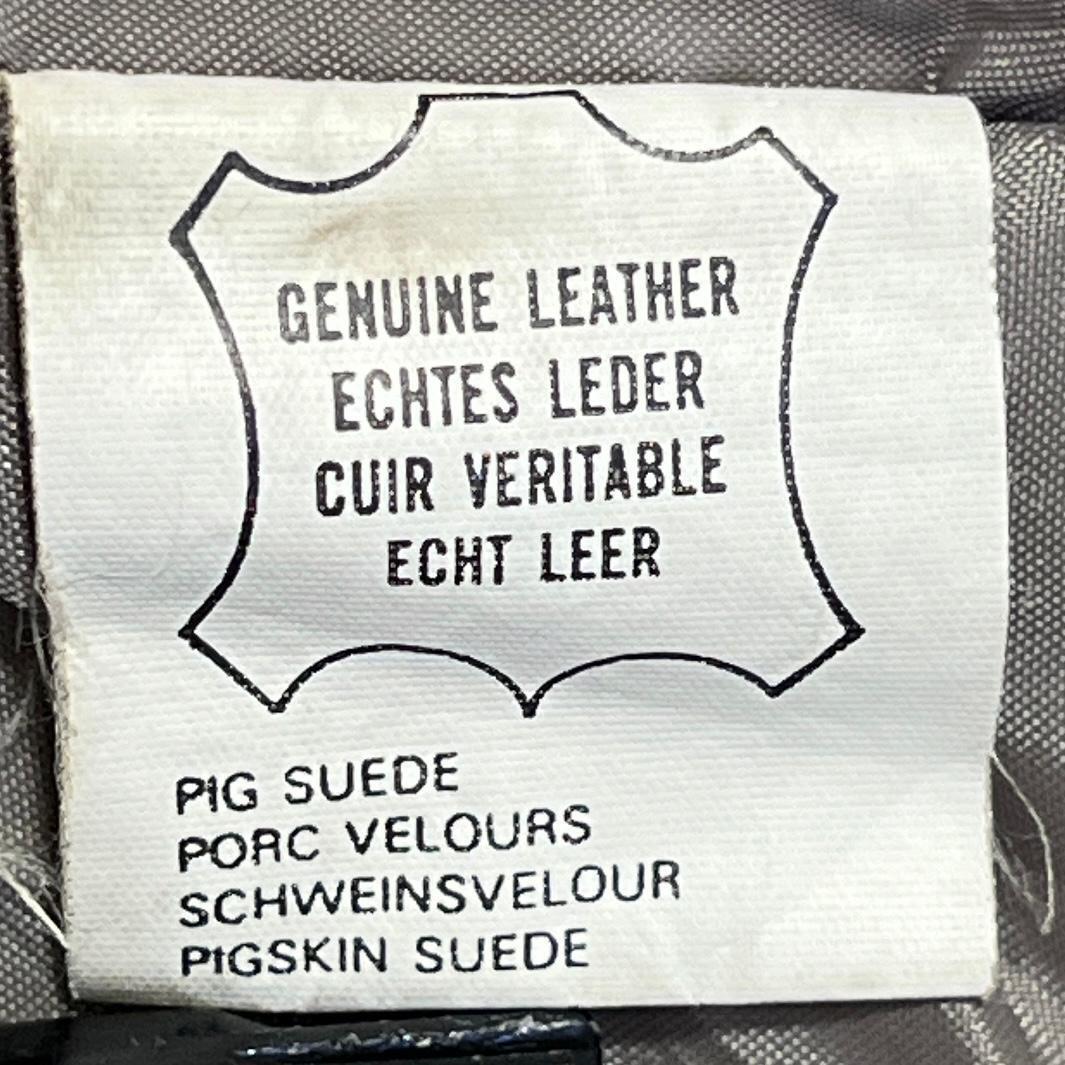 GENUINE LEATHER
ECHTES LEDER
CUIR VERITABLE
ECHT LEER
PIG SUEDE
PORC VELOURS
SCHWEINSVELOUR
PIGSKIN SUEDE